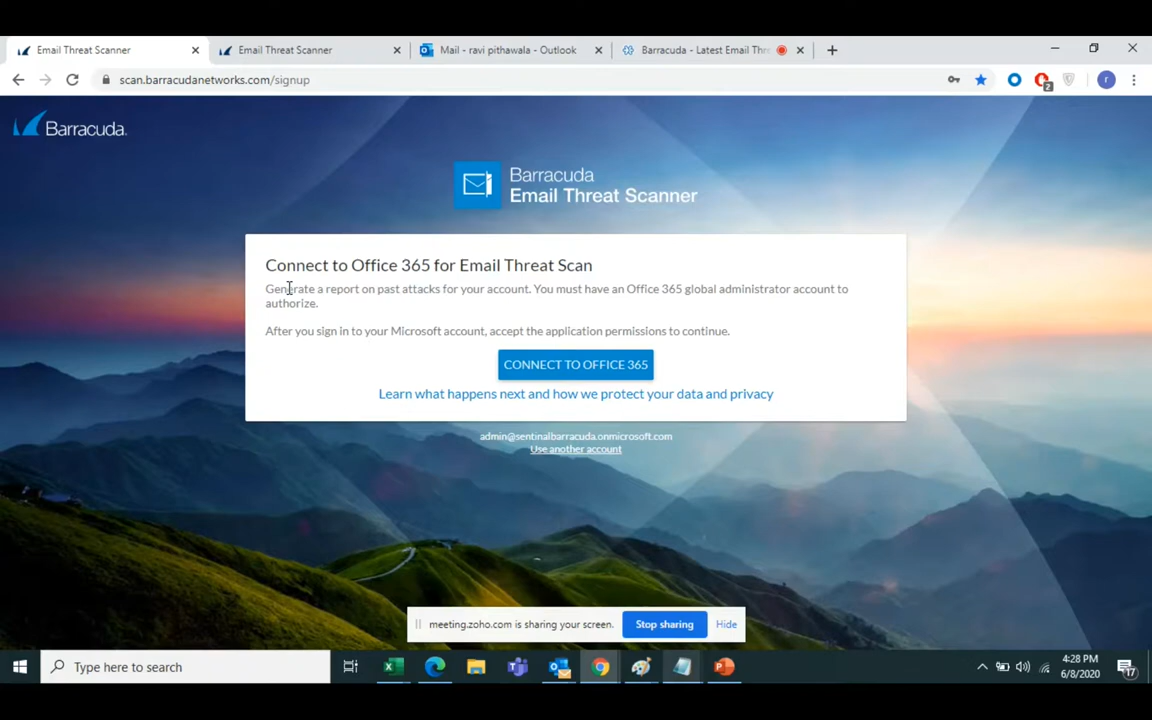 Email Threat Scanner
Email Threat Scanner
Mail - ravi pithawala - Outlook
Barracuda - Latest Email Thre
scan.barracudanetworks.com/signup
2
r
Barracuda.
Barracuda
Email Threat Scanner
Connect to Office 365 for Email Threat Scan
Generate a report on past attacks for your account. You must have an Office 365 global administrator account to
authorize.
After you sign in to your Microsoft account, accept the application permissions to continue.
CONNECT TO OFFICE 365
Learn what happens next and how we protect your data and privacy
admin@sentinalbarracuda.onmicrosoft.com
Use another account
meeting.zoho.com is sharing your screen.
Stop sharing
Hide
Type here to search
4:28 PM
6/8/2020
17